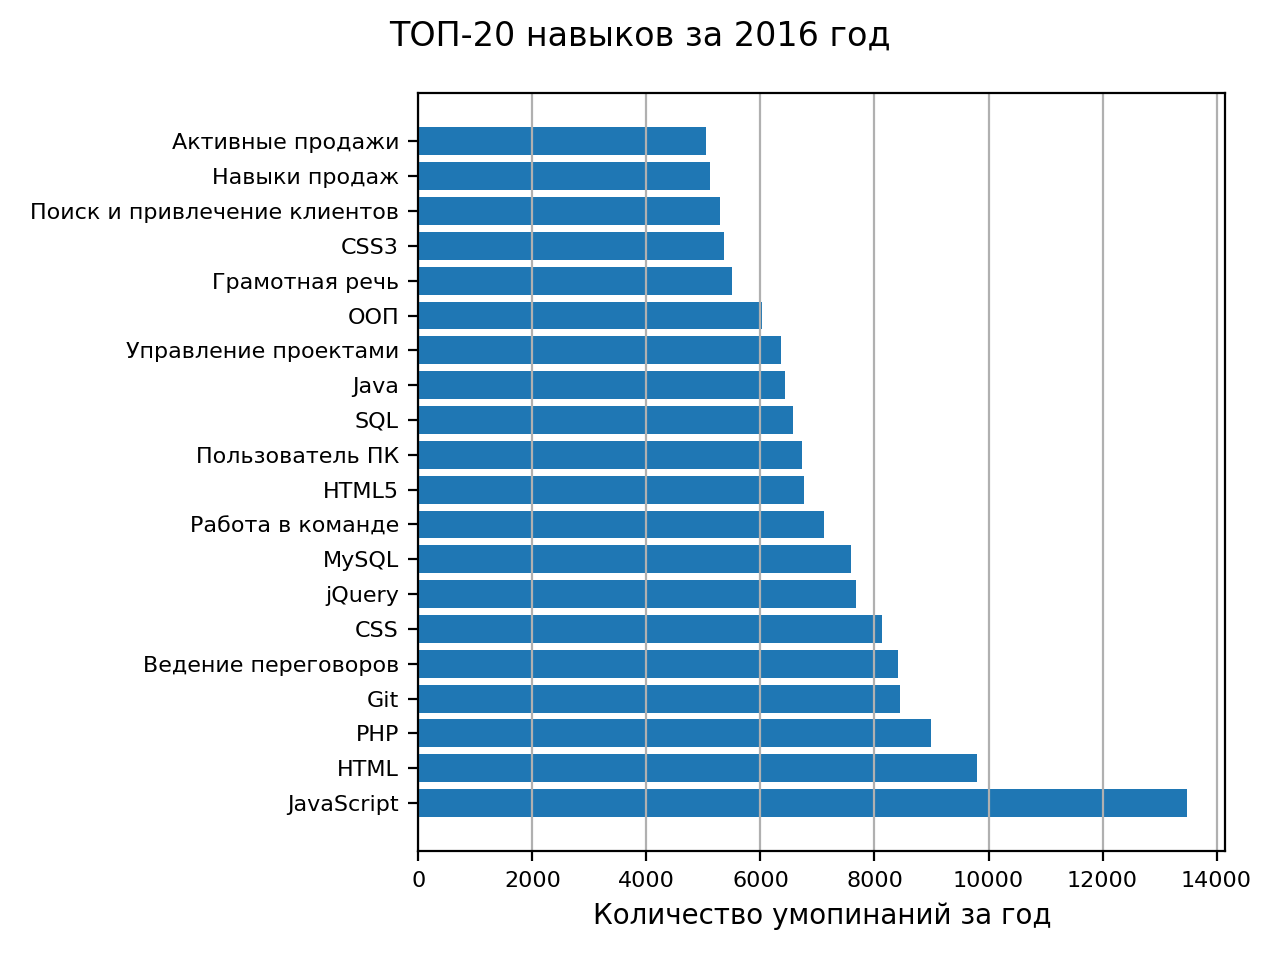 ТОП-20 навыков за 2016 год
Активные продажи
Навыки продаж
Поиск и привлечение клиентов
CSS3
Грамотная речь
ООП
Управление проектами
Java
SQL
Пользователь ПК
HTML5
Работа в команде
MySQL
jQuery
CSS
Ведение переговоров
Git
PHP
HTML
JavaScript
0 2000 4000 6000 8000 10000 12000 14000
Количество умопинаний за год